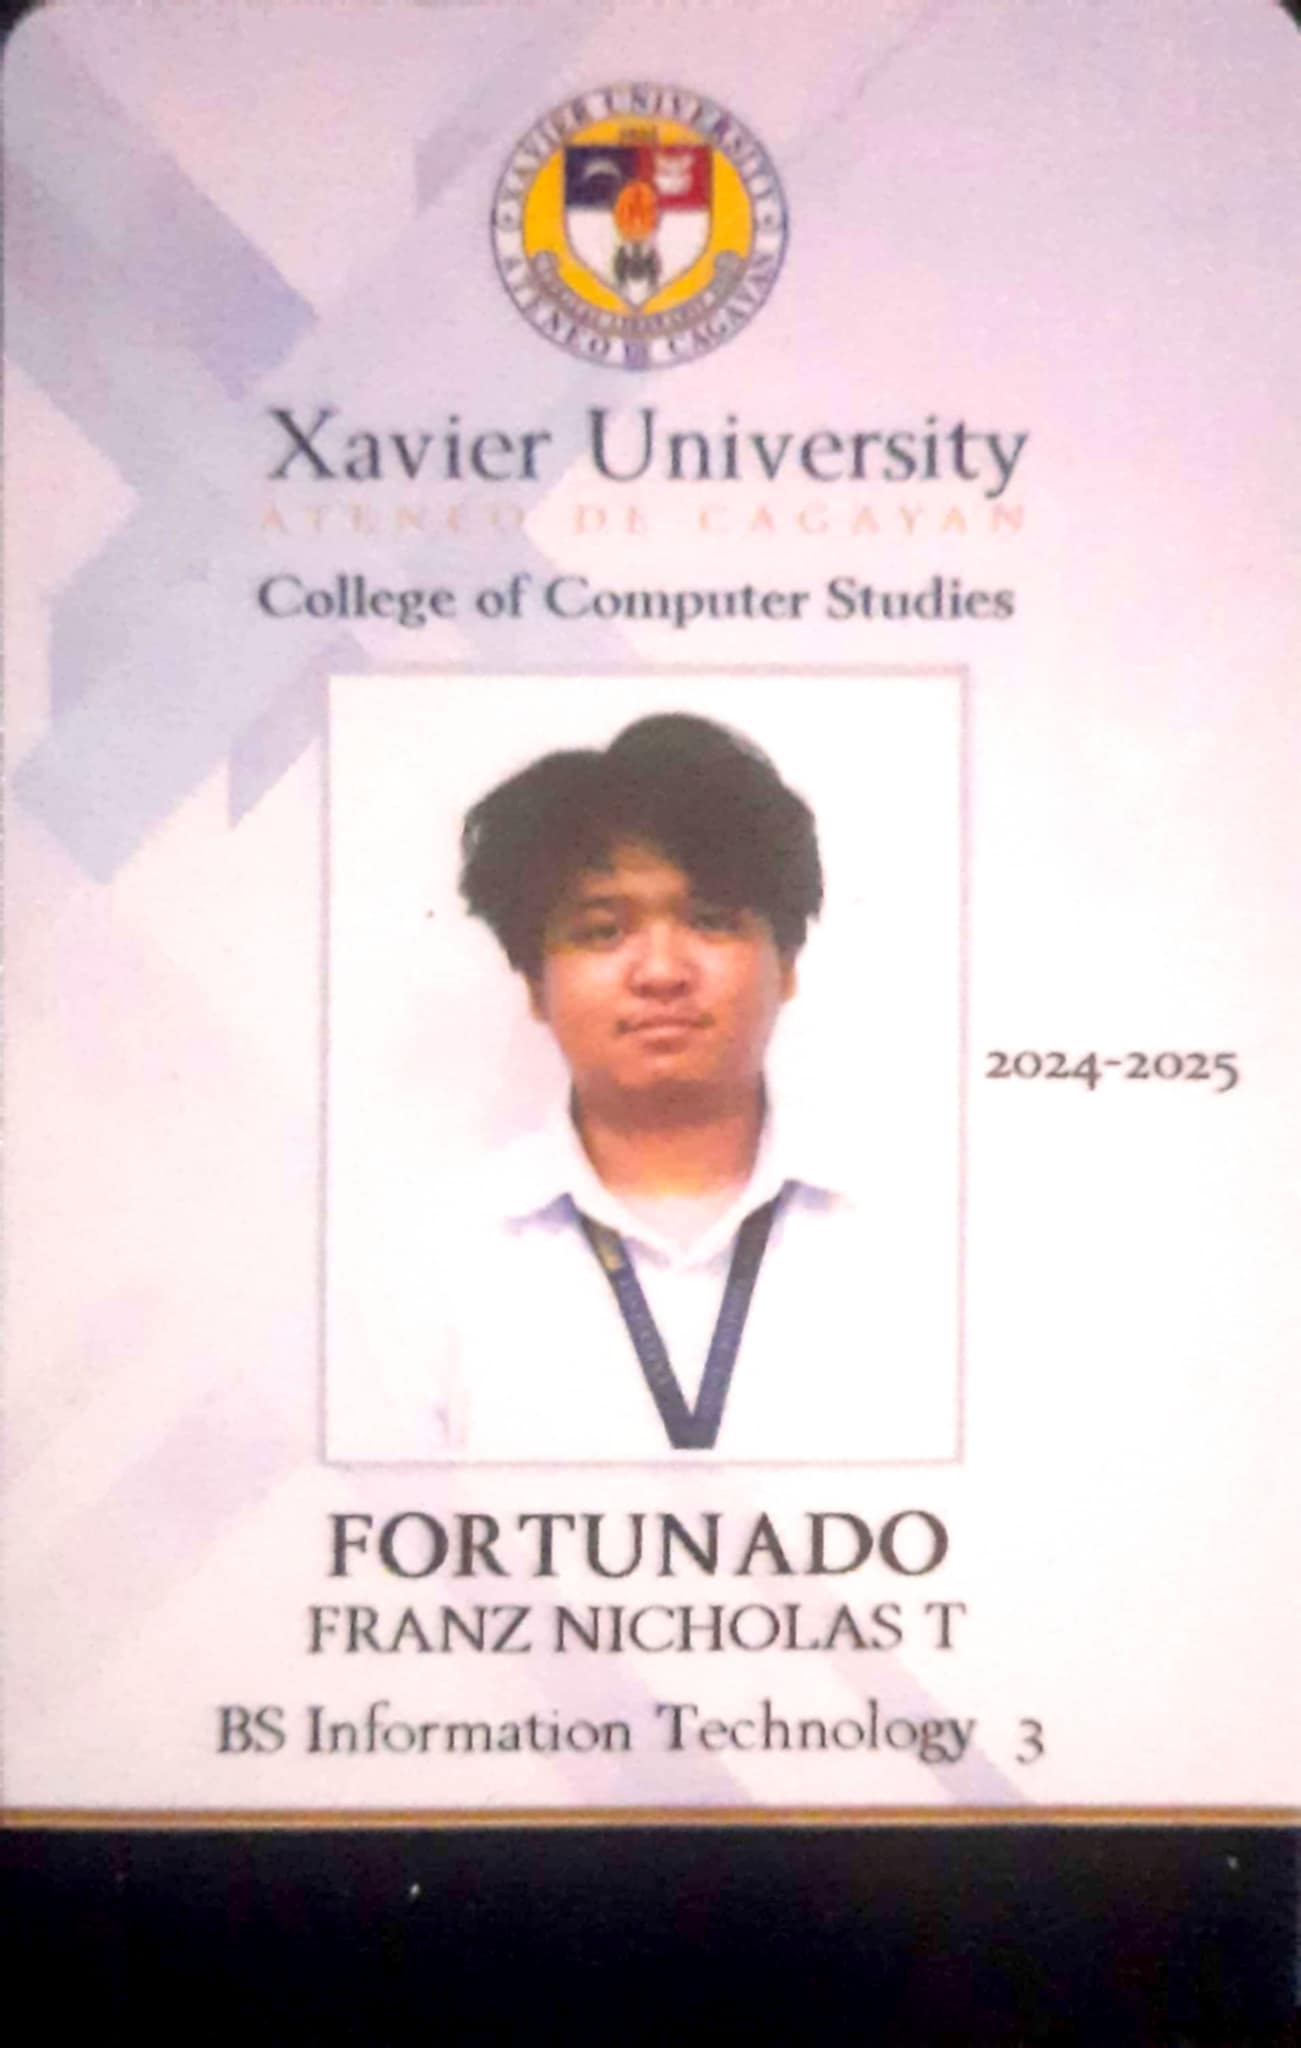 XAVIER UNIVERSITY
ATENEO DE CAGAYAN
Xavier University
ATENEO DE CAGAYAN
College of Computer Studies
2024-2025
FORTUNADO
FRANZ NICHOLAS T
BS Information Technology 3